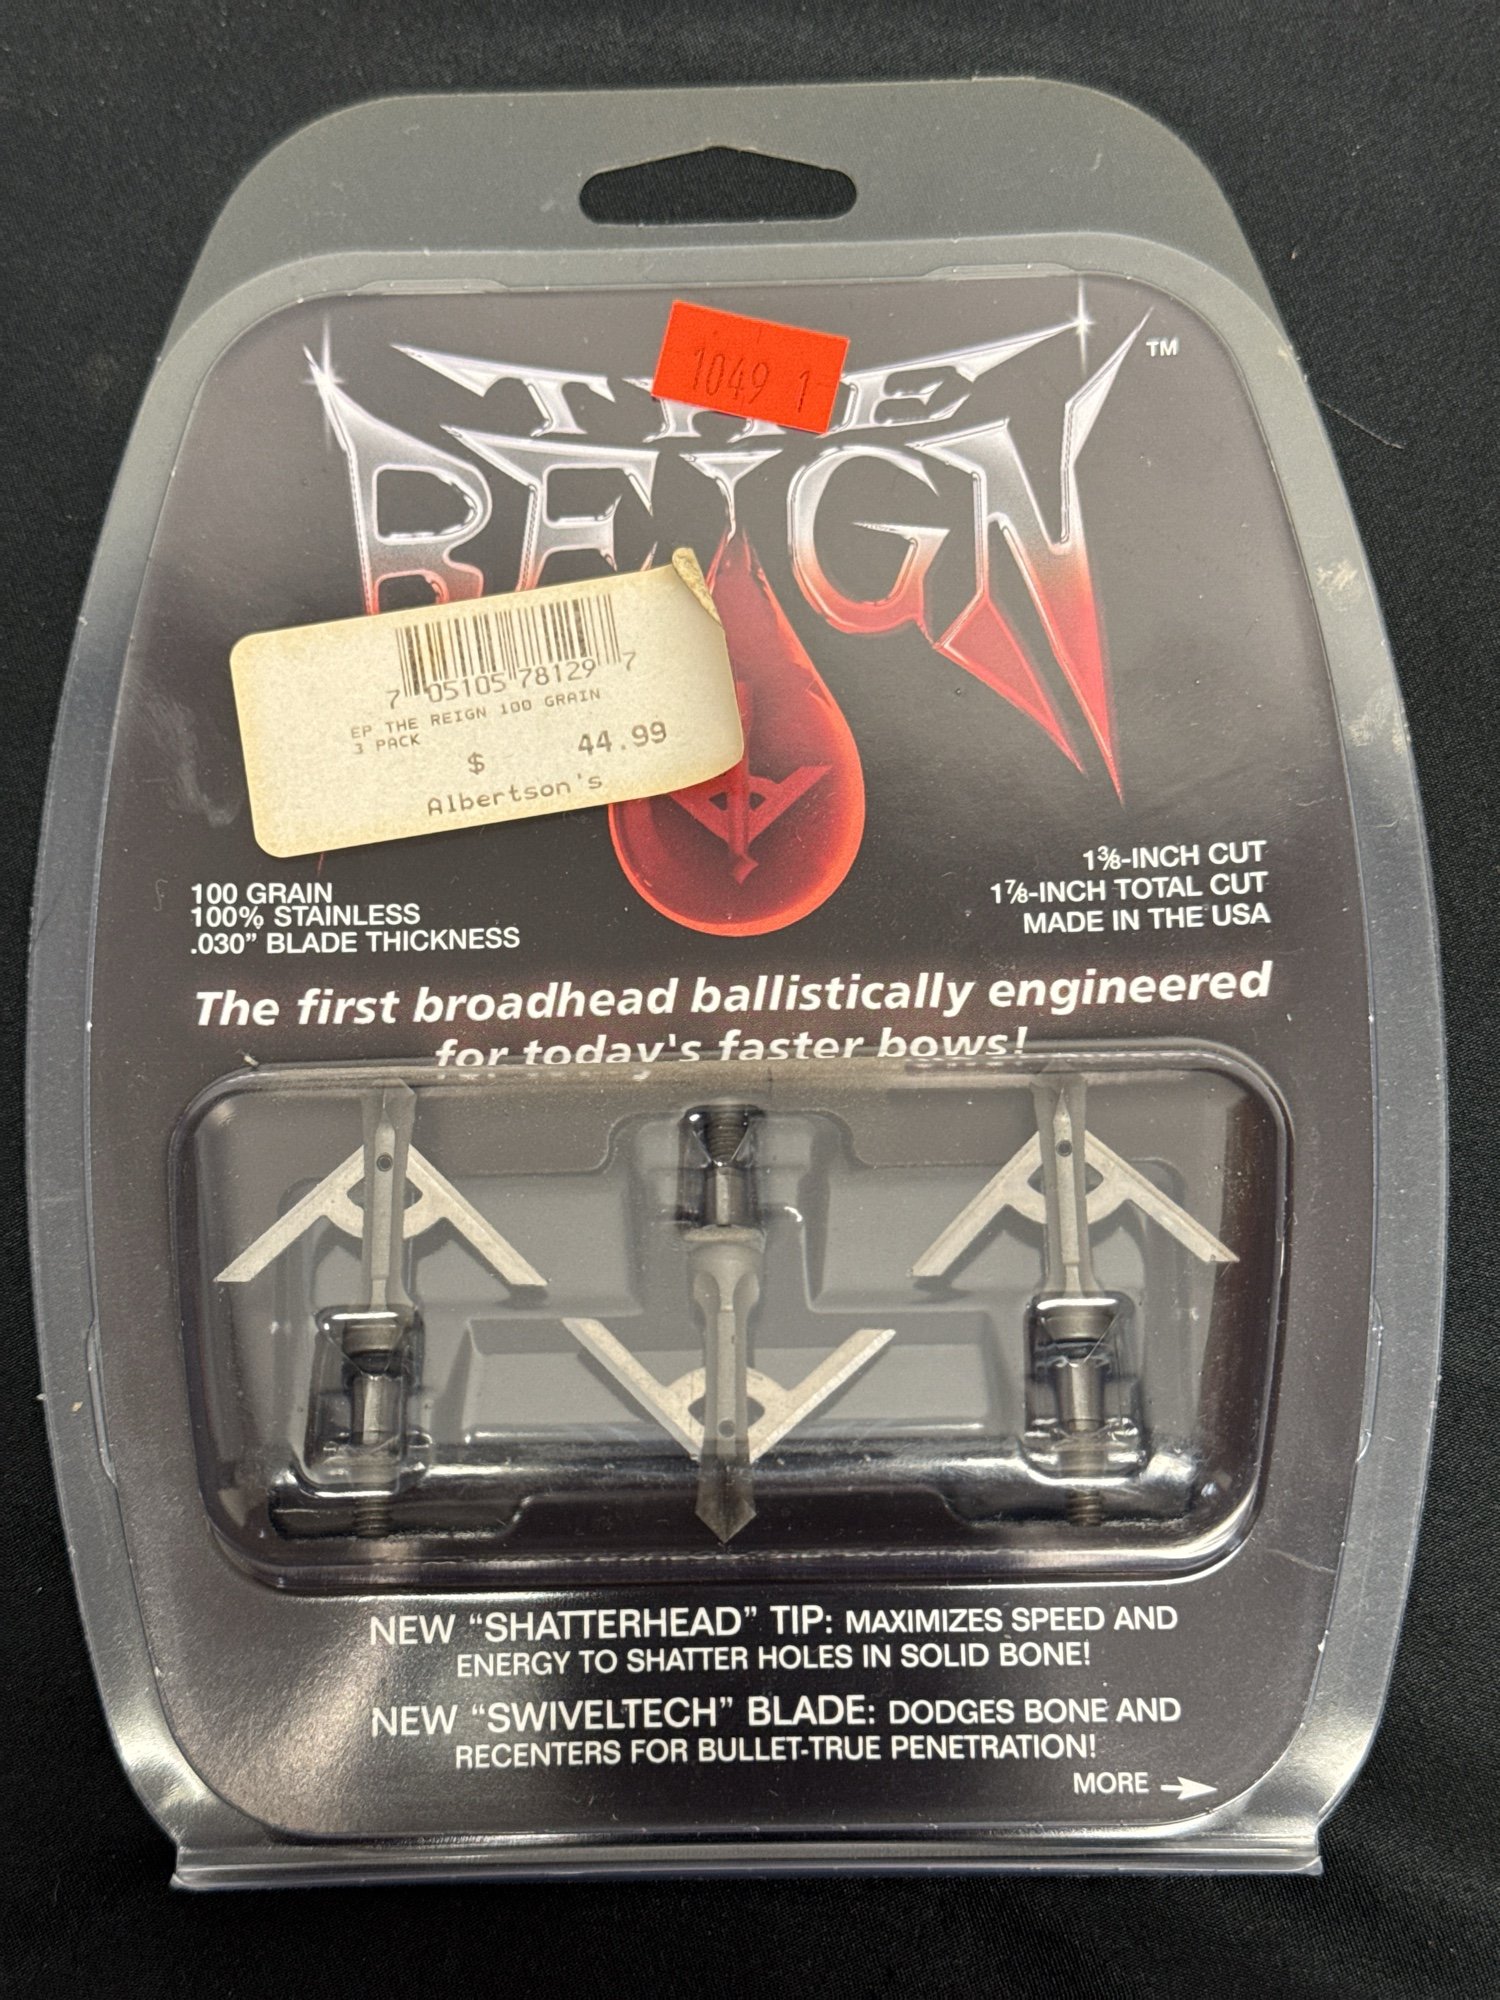 THE
1049 1
REIGN
™
7 05105 78129 7
EP THE REIGN 100 GRAIN
3 PACK
$ 44.99
Albertson's
100 GRAIN
100% STAINLESS
.030” BLADE THICKNESS
1⅜-INCH CUT
1⅞-INCH TOTAL CUT
MADE IN THE USA
The first broadhead ballistically engineered
for today's faster bows!
NEW “SHATTERHEAD” TIP: MAXIMIZES SPEED AND
ENERGY TO SHATTER HOLES IN SOLID BONE!
NEW “SWIVELTECH” BLADE: DODGES BONE AND
RECENTERS FOR BULLET-TRUE PENETRATION!
MORE